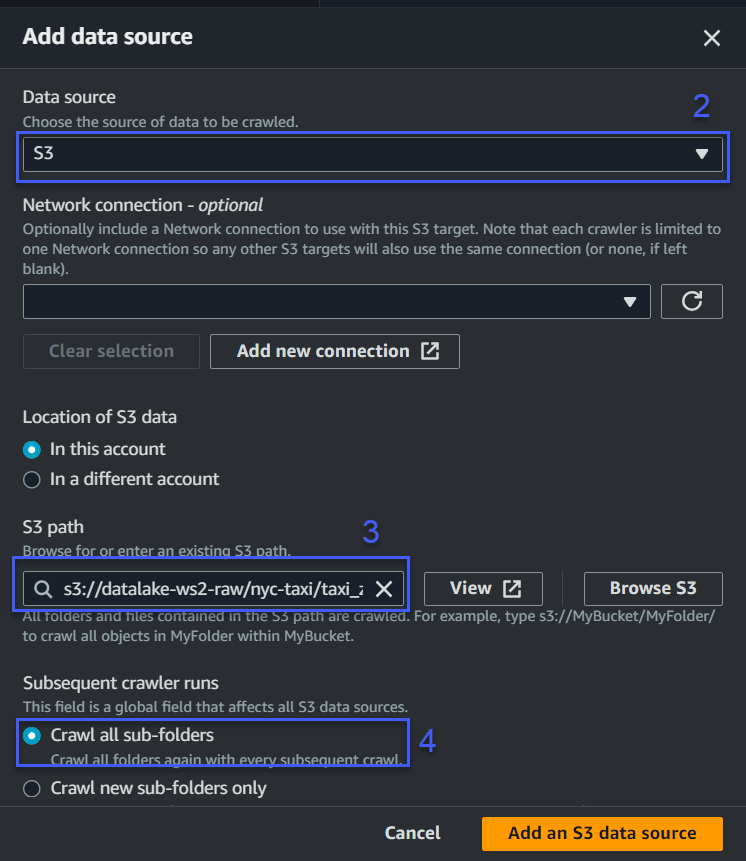 Add data source
Data source
2
Choose the source of data to be crawled.
S3
Network connection - optional
Optionally include a Network connection to use with this S3 target. Note that each crawler is limited to
one Network connection so any other S3 targets will also use the same connection (or none, if left
blank).
Clear selection
Add new connection
Location of S3 data
In this account
In a different account
S3 path
3
Browse for or enter an existing S3 path.
s3://datalake-ws2-raw/nyc-taxi/taxi_z
View
Browse S3
All folders and files contained in the S3 path are crawled. For example, type s3://MyBucket/MyFolder/
to crawl all objects in MyFolder within MyBucket.
Subsequent crawler runs
This field is a global field that affects all S3 data sources.
Crawl all sub-folders
4
Crawl all folders again with every subsequent crawl.
Crawl new sub-folders only
Cancel
Add an S3 data source